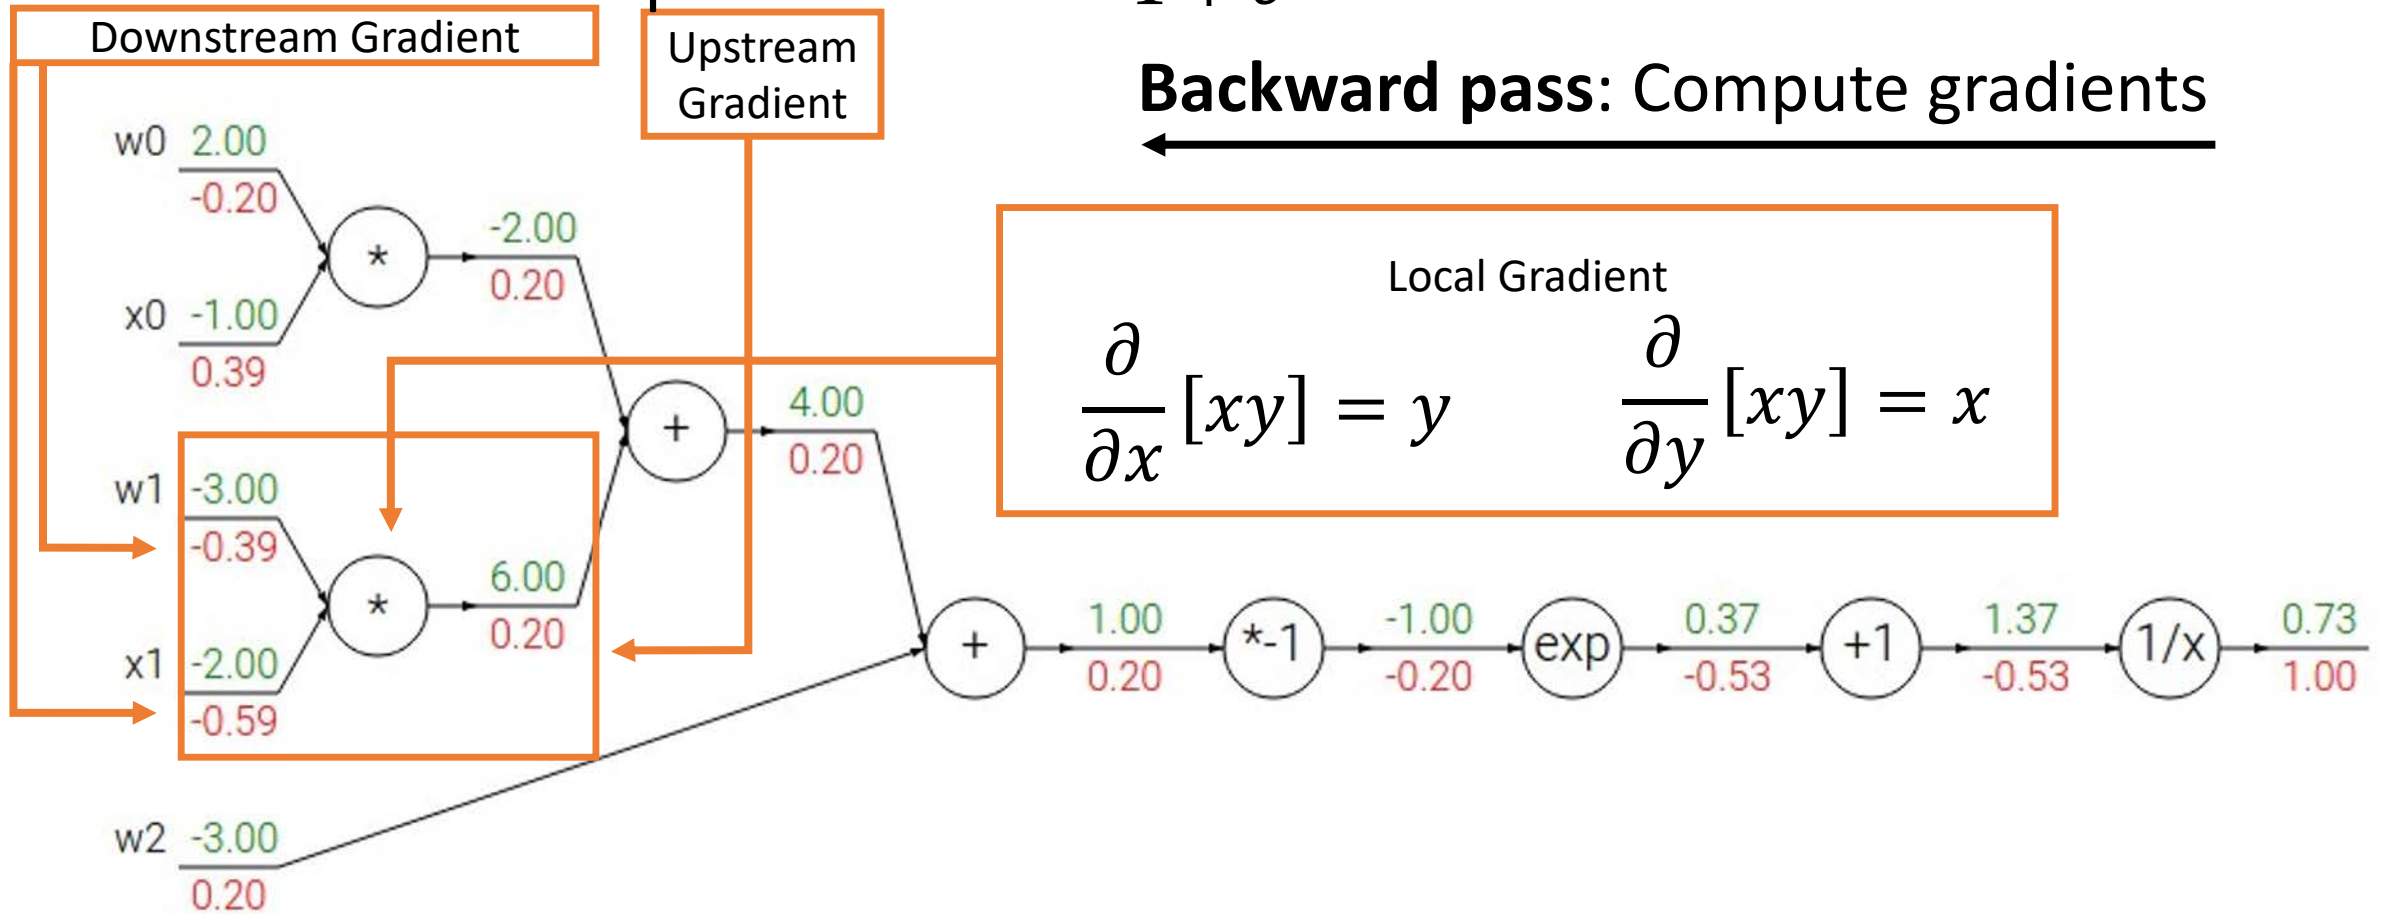 Downstream Gradient
Upstream
Gradient
Backward pass: Compute gradients
w0 2.00
-0.20
-2.00
0.20
x0 -1.00
0.39
*
Local Gradient
∂/∂x [xy] = y
∂/∂y [xy] = x
+
4.00
0.20
w1 -3.00
-0.39
*
6.00
0.20
x1 -2.00
-0.59
+
1.00
0.20
*-1
-1.00
-0.20
exp
0.37
-0.53
+1
1.37
-0.53
1/x
0.73
1.00
w2 -3.00
0.20